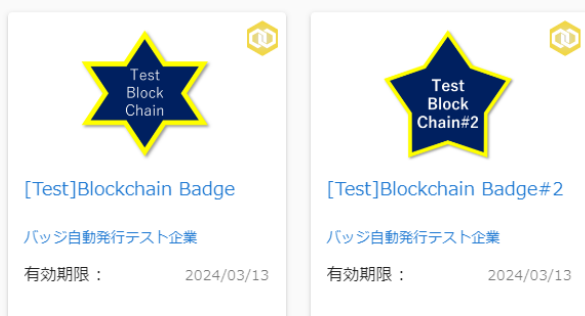 Test
Block
Chain
[Test]Blockchain Badge
バッジ自動発行テスト企業
有効期限：
2024/03/13
Test
Block
Chain#2
[Test]Blockchain Badge#2
バッジ自動発行テスト企業
有効期限：
2024/03/13